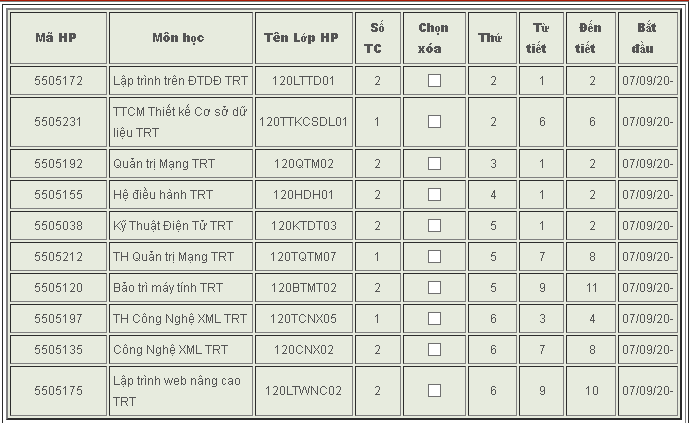 Mã HP Môn học Tên Lớp HP Số TC Chọn xóa Thứ Từ tiết Đến tiết Bắt đầu
5505172 Lập trình trên ĐTDĐ TRT 120LTTD01 2 2 1 2 07/09/20-
5505231 TTCM Thiết kế Cơ sở dữ liệu TRT 120TTKCSDL01 1 2 6 6 07/09/20-
5505192 Quản trị Mạng TRT 120QTM02 2 3 1 2 07/09/20-
5505155 Hệ điều hành TRT 120HDH01 2 4 1 2 07/09/20-
5505038 Kỹ Thuật Điện Tử TRT 120KTDT03 2 5 1 2 07/09/20-
5505212 TH Quản trị Mạng TRT 120TQTM07 1 5 7 8 07/09/20-
5505120 Bảo trì máy tính TRT 120BTMT02 2 5 9 11 07/09/20-
5505197 TH Công Nghệ XML TRT 120TCNX05 1 6 3 4 07/09/20-
5505135 Công Nghệ XML TRT 120CNX02 2 6 7 8 07/09/20-
5505175 Lập trình web nâng cao TRT 120LTWNC02 2 6 9 10 07/09/20-